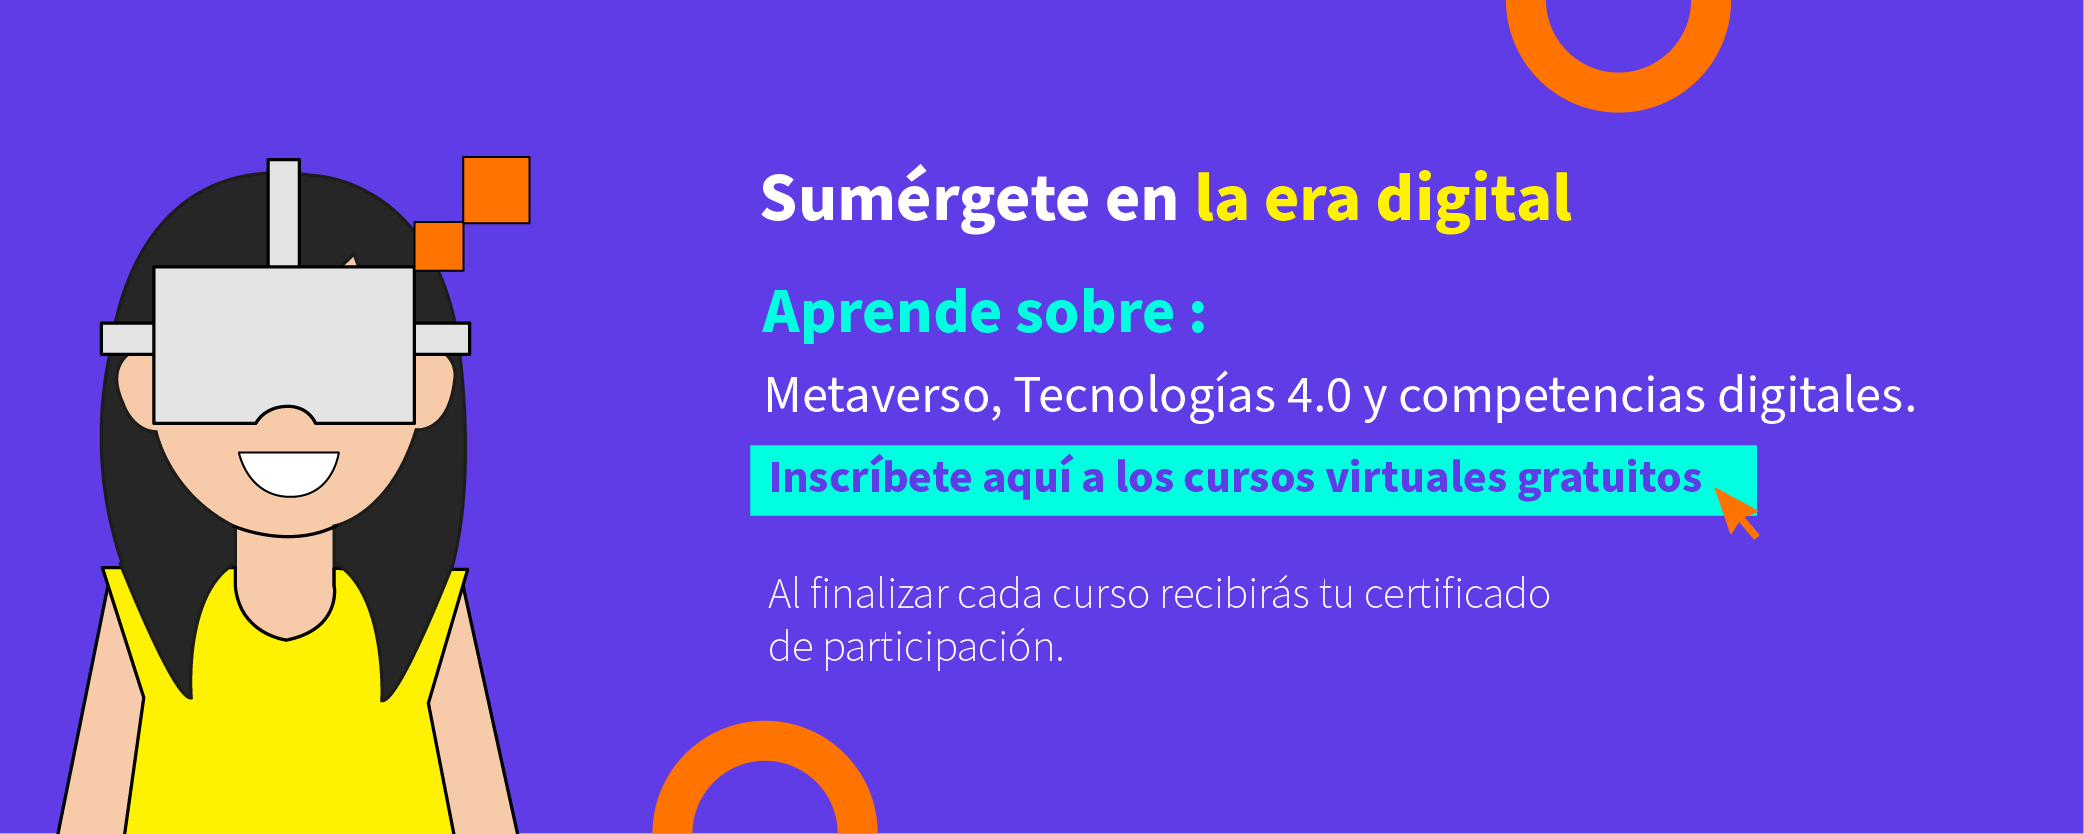 Sumérgete en la era digital
Aprende sobre :
Metaverso, Tecnologías 4.0 y competencias digitales.
Inscríbete aquí a los cursos virtuales gratuitos
Al finalizar cada curso recibirás tu certificado
de participación.